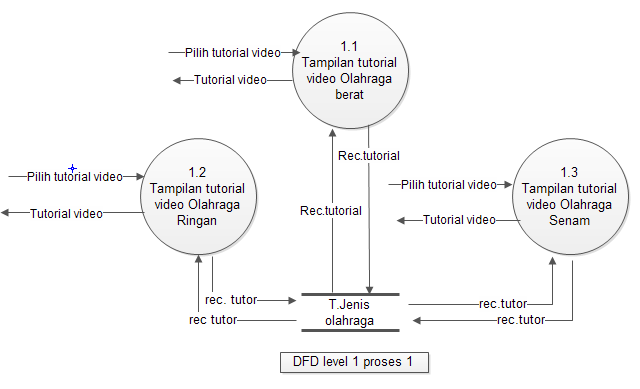 1.1
Tampilan tutorial
video Olahraga
berat
Pilih tutorial video
Tutorial video
Rec.tutorial
Rec.tutorial
1.2
Tampilan tutorial
video Olahraga
Ringan
Pilih tutorial video
Tutorial video
1.3
Tampilan tutorial
video Olahraga
Senam
Pilih tutorial video
Tutorial video
rec. tutor
rec tutor
T.Jenis
olahraga
rec.tutor
rec.tutor
DFD level 1 proses 1